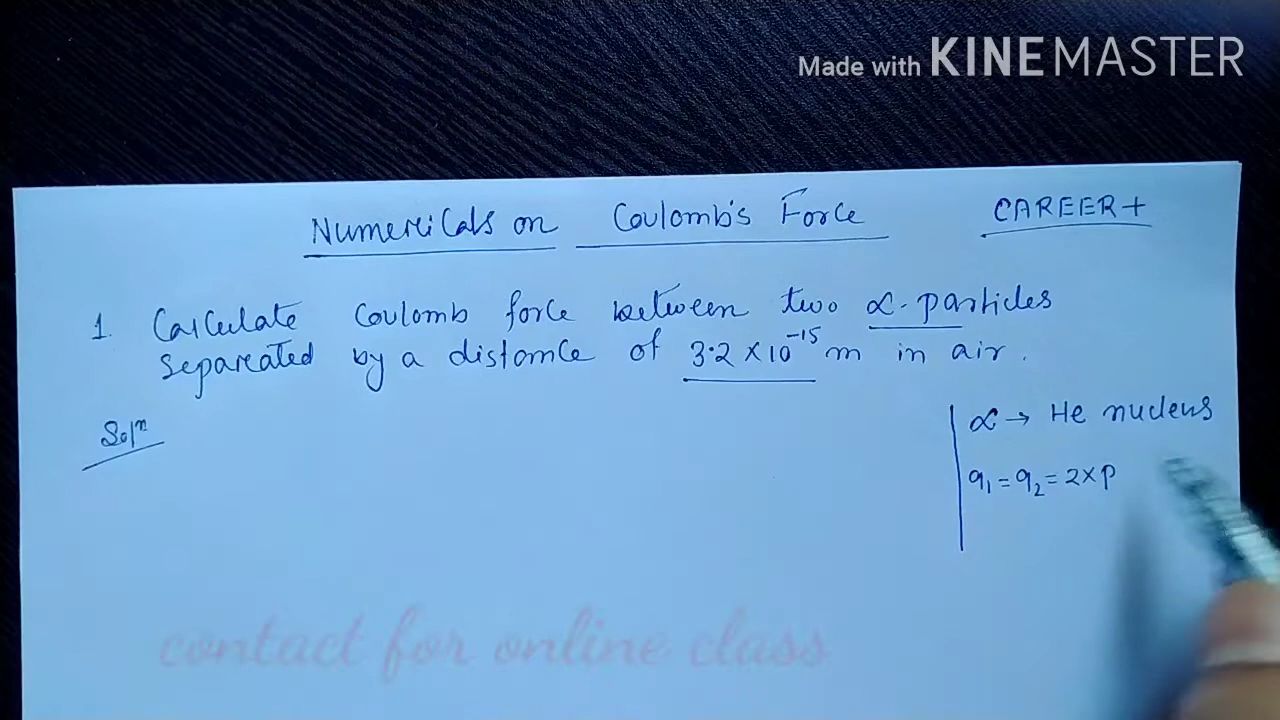 Made with KINEMASTER
Numericals on Coulomb's Force CAREER+
1. Calculate Coulomb force between two α-particles
separated by a distance of 3.2 × 10⁻¹⁵ m in air.
Solⁿ
α → He nucleus
q₁ = q₂ = 2 × p
contact for online class